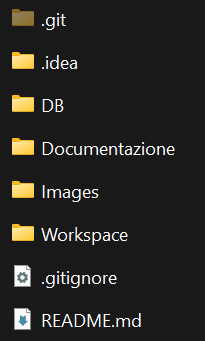 .git
.idea
DB
Documentazione
Images
Workspace
.gitignore
README.md